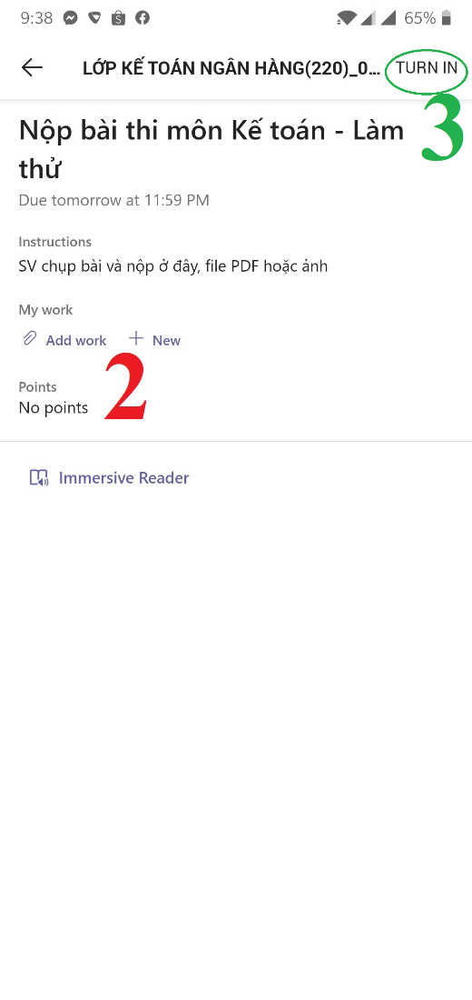 9:38 65%
LỚP KẾ TOÁN NGÂN HÀNG(220)_0... TURN IN
3
Nộp bài thi môn Kế toán - Làm
thử
Due tomorrow at 11:59 PM
Instructions
SV chụp bài và nộp ở đây, file PDF hoặc ảnh
My work
Add work New
2
Points
No points
Immersive Reader